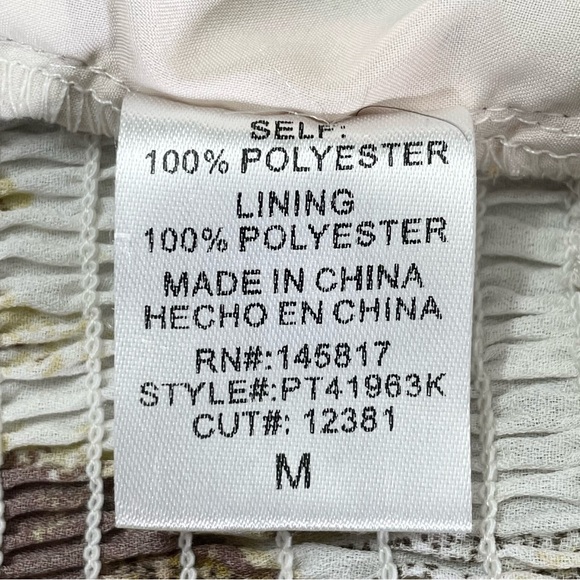 SELF:
100% POLYESTER
LINING
100% POLYESTER
MADE IN CHINA
HECHO EN CHINA
RN#:145817
STYLE#:PT41963K
CUT#: 12381
M